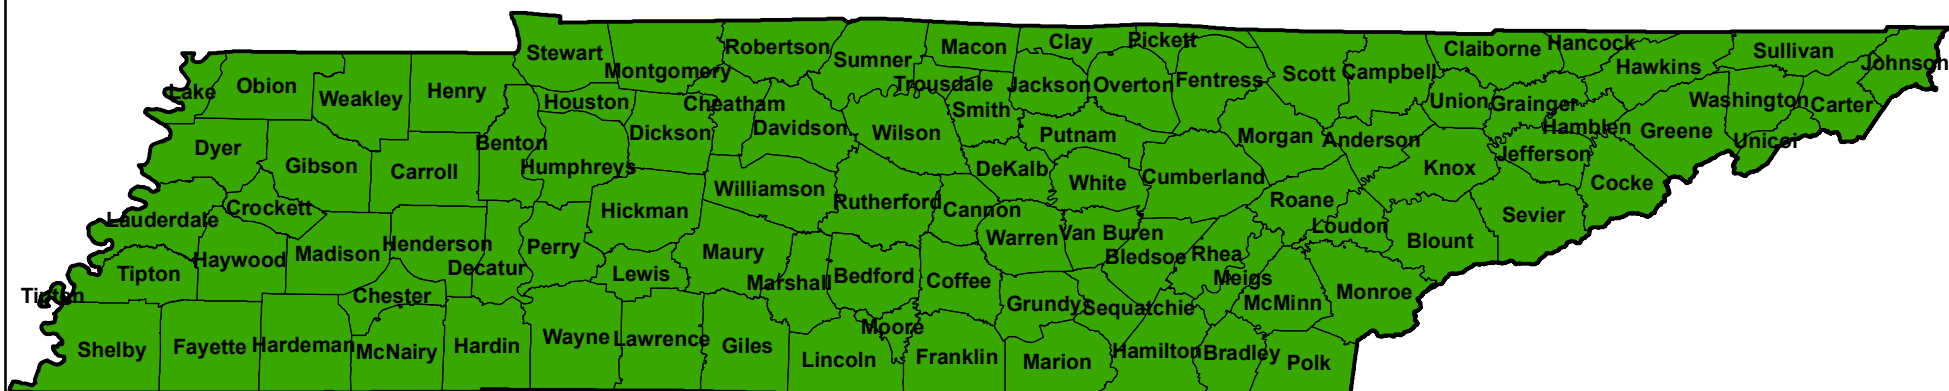 Stewart
Robertson
Macon
Clay
Pickett
Claiborne
Hancock
Sullivan
Johnson
Lake
Obion
Weakley
Henry
Montgomery
Sumner
Trousdale
Jackson
Overton
Fentress
Scott
Campbell
Hawkins
Houston
Cheatham
Smith
Union
Grainger
Washington
Carter
Dyer
Gibson
Carroll
Benton
Humphreys
Dickson
Davidson
Wilson
Putnam
Morgan
Anderson
Hamblen
Greene
Unicoi
DeKalb
White
Cumberland
Knox
Jefferson
Cocke
Lauderdale
Crockett
Hickman
Williamson
Rutherford
Cannon
Roane
Loudon
Sevier
Tipton
Haywood
Madison
Henderson
Decatur
Perry
Lewis
Maury
Marshall
Bedford
Coffee
Warren
Van Buren
Bledsoe
Rhea
Meigs
Blount
Tipton
Chester
Grundy
Sequatchie
McMinn
Monroe
Shelby
Fayette
Hardeman
McNairy
Hardin
Wayne
Lawrence
Giles
Lincoln
Moore
Franklin
Marion
Hamilton
Bradley
Polk